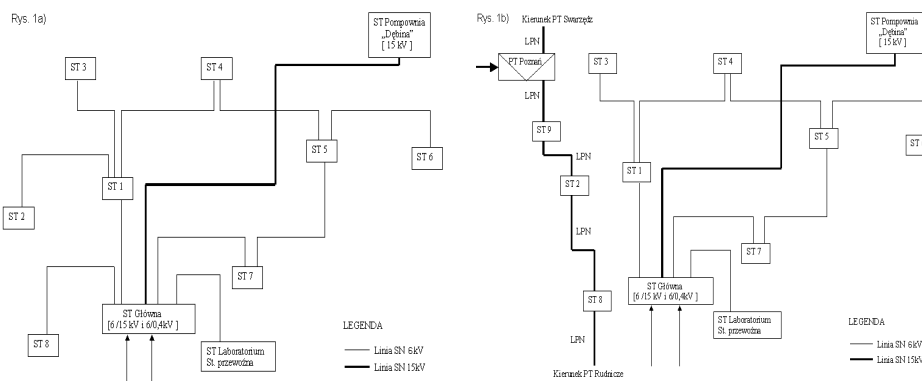 Rys. 1a)
ST Pompownia
„Dębina"
[ 15 kV ]
ST 3
ST 4
ST 5
ST 6
ST 1
ST 2
ST 7
ST Główna
[6 /15 kV i 6/0,4kV ]
ST 8
ST Laboratorium
St. przewoźna
LEGENDA
Linia SN 6kV
Linia SN 15kV
Rys. 1b)
Kierunek PT Swarzędz
LPN
PT Poznań
LPN
ST 9
LPN
ST 2
LPN
ST 8
LPN
Kierunek PT Rudnicze
ST Pompownia
„Dębina"
[ 15 kV ]
ST 3
ST 4
ST 5
ST
ST 1
ST 7
ST Główna
[6 /15 kV i 6/0,4kV ]
ST Laboratorium
St. przewoźna
LEGENDA
Linia SN 6kV
Linia SN 15kV